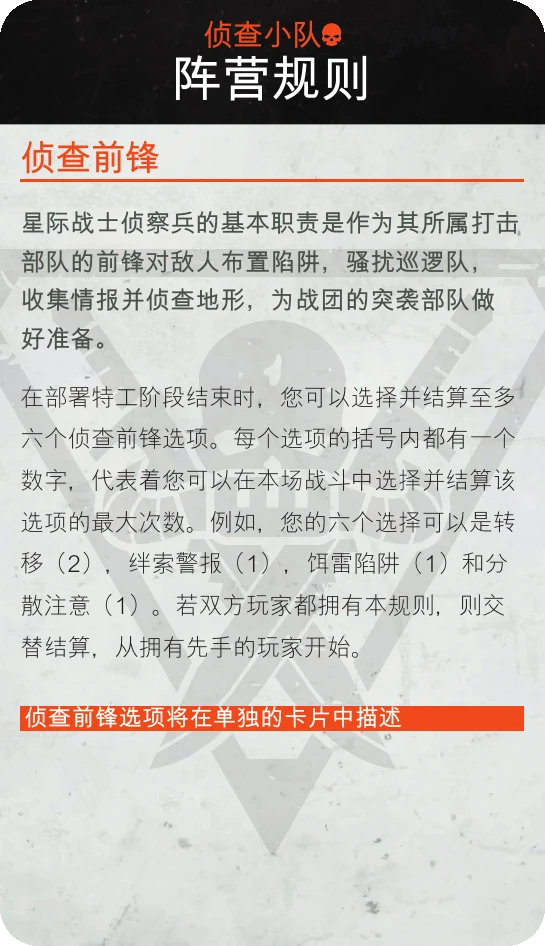 侦查小队
阵营规则
侦查前锋
星际战士侦察兵的基本职责是作为其所属打击
部队的前锋对敌人布置陷阱，骚扰巡逻队，
收集情报并侦查地形，为战团的突袭部队做
好准备。
在部署特工阶段结束时，您可以选择并结算至多
六个侦查前锋选项。每个选项的括号内都有一个
数字，代表着您可以在本场战斗中选择并结算该
选项的最大次数。例如，您的六个选择可以是转
移（2），绊索警报（1），饵雷陷阱（1）和分
散注意（1）。若双方玩家都拥有本规则，则交
替结算，从拥有先手的玩家开始。
侦查前锋选项将在单独的卡片中描述